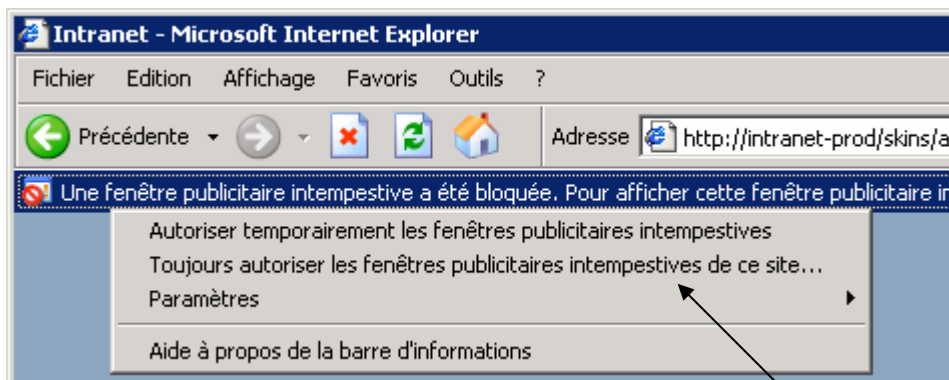 Intranet - Microsoft Internet Explorer
Fichier Edition Affichage Favoris Outils ?
Précédente Adresse http://intranet-prod/skins/a
Une fenêtre publicitaire intempestive a été bloquée. Pour afficher cette fenêtre publicitaire
Autoriser temporairement les fenêtres publicitaires intempestives
Toujours autoriser les fenêtres publicitaires intempestives de ce site...
Paramètres
Aide à propos de la barre d'informations